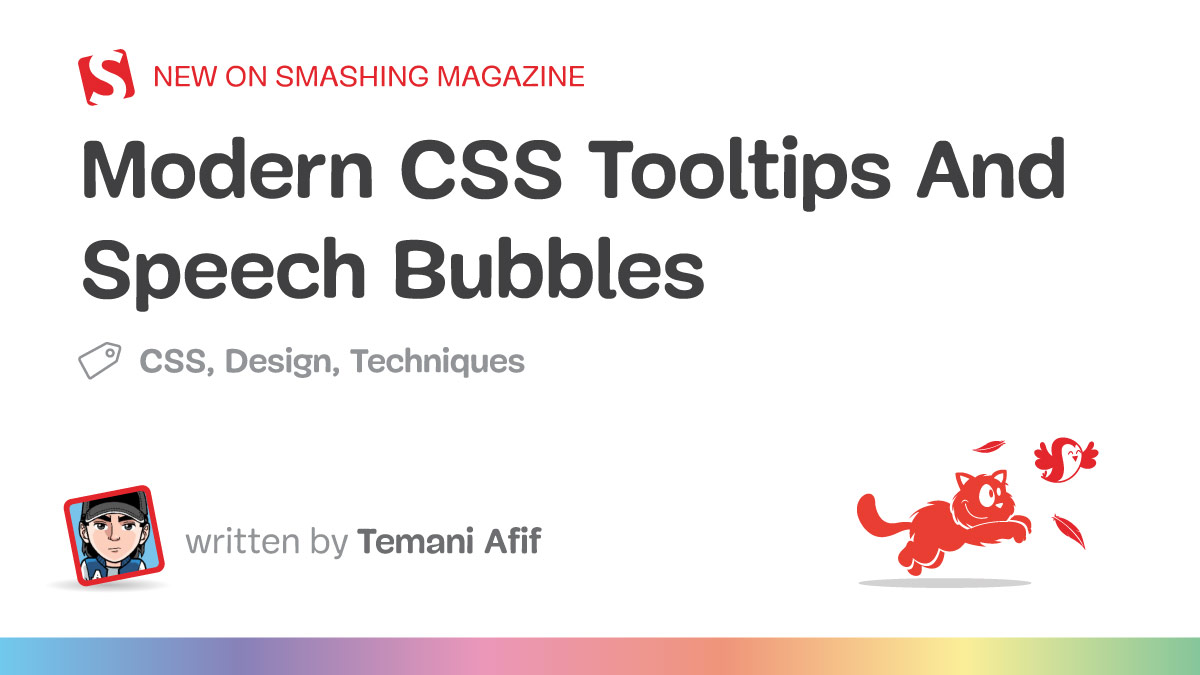 NEW ON SMASHING MAGAZINE
Modern CSS Tooltips And
Speech Bubbles
CSS, Design, Techniques
written by Temani Afif